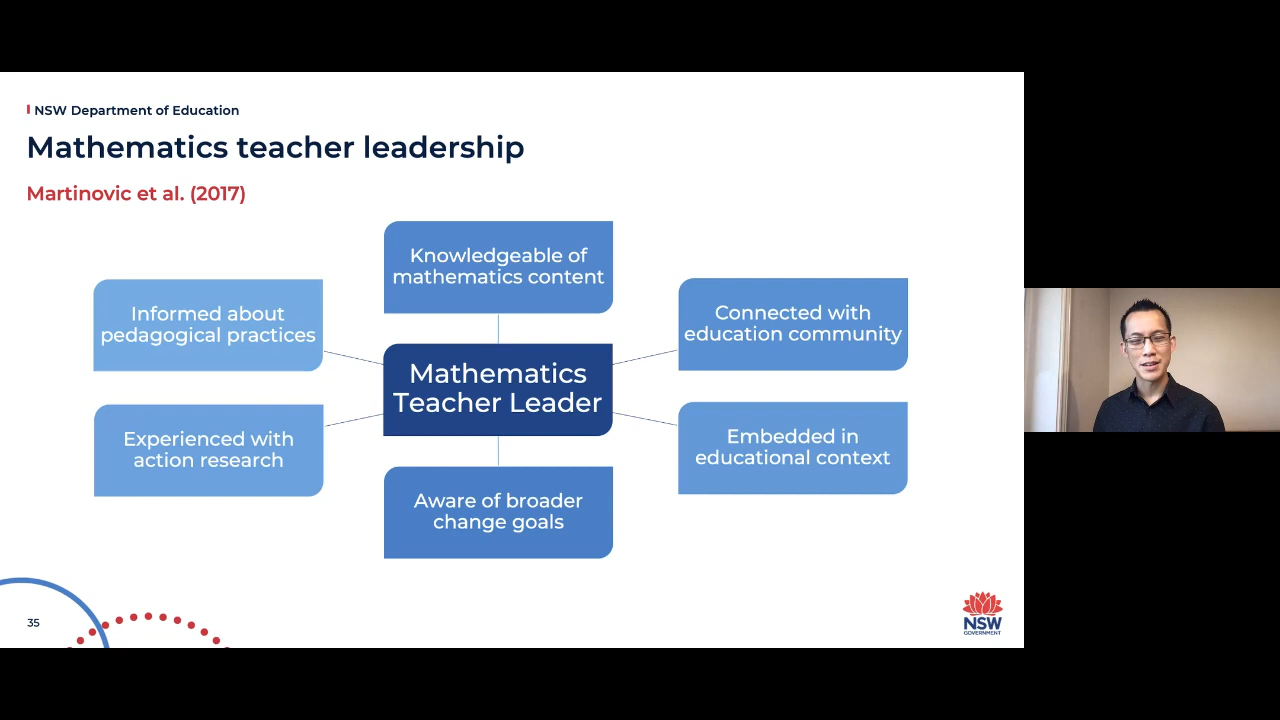 NSW Department of Education
Mathematics teacher leadership
Martinovic et al. (2017)
Knowledgeable of
mathematics content
Informed about
pedagogical practices
Connected with
education community
Mathematics
Teacher Leader
Experienced with
action research
Embedded in
educational context
Aware of broader
change goals
35
NSW
GOVERNMENT